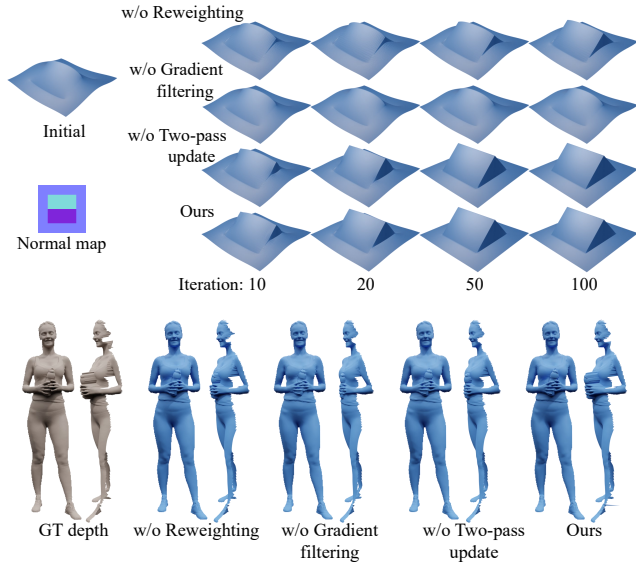 w/o Reweighting
w/o Gradient
filtering
Initial
w/o Two-pass
update
Ours
Normal map
Iteration: 10
20
50
100
GT depth
w/o Reweighting
w/o Gradient
filtering
w/o Two-pass
update
Ours